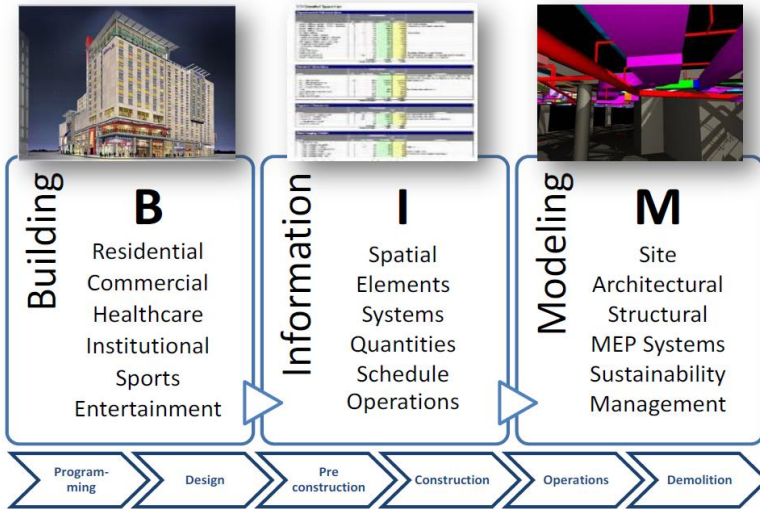 Building
B
Residential
Commercial
Healthcare
Institutional
Sports
Entertainment
Information
I
Spatial
Elements
Systems
Quantities
Schedule
Operations
Modeling
M
Site
Architectural
Structural
MEP Systems
Sustainability
Management
Program-
ming
Design
Pre
construction
Construction
Operations
Demolition